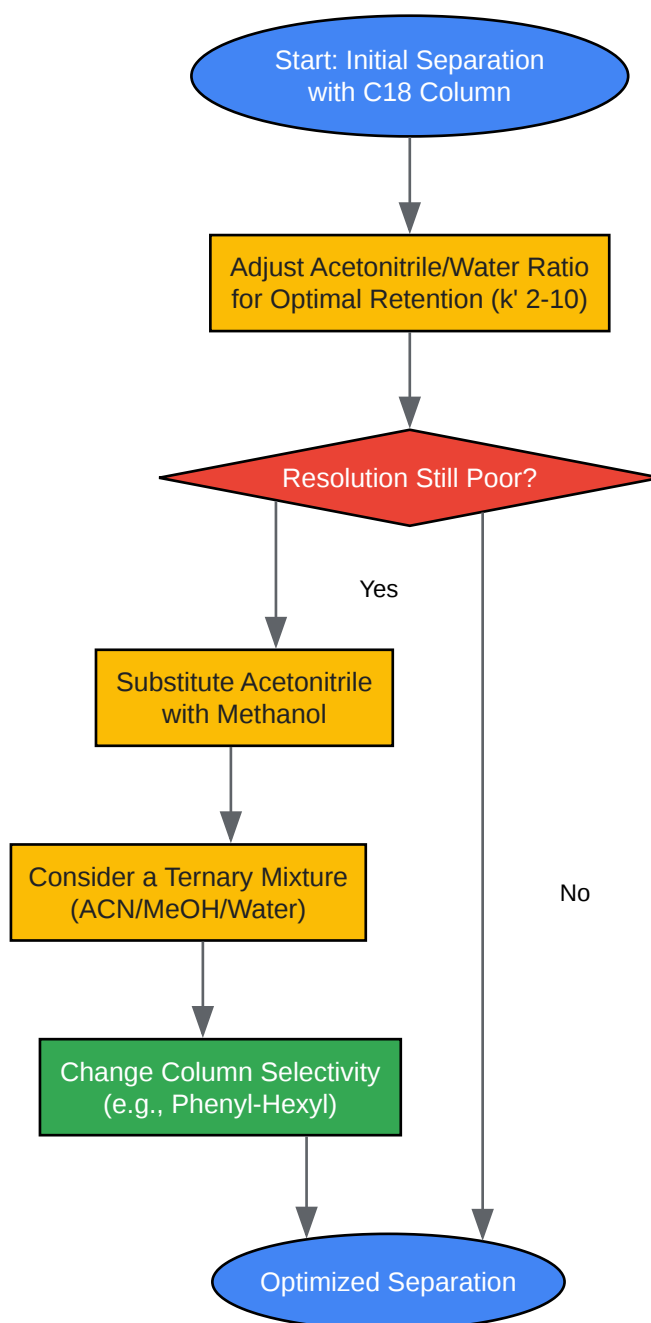 Start: Initial Separation
with C18 Column
Adjust Acetonitrile/Water Ratio
for Optimal Retention (k' 2-10)
Resolution Still Poor?
Yes
Substitute Acetonitrile
with Methanol
Consider a Ternary Mixture
(ACN/MeOH/Water)
No
Change Column Selectivity
(e.g., Phenyl-Hexyl)
Optimized Separation